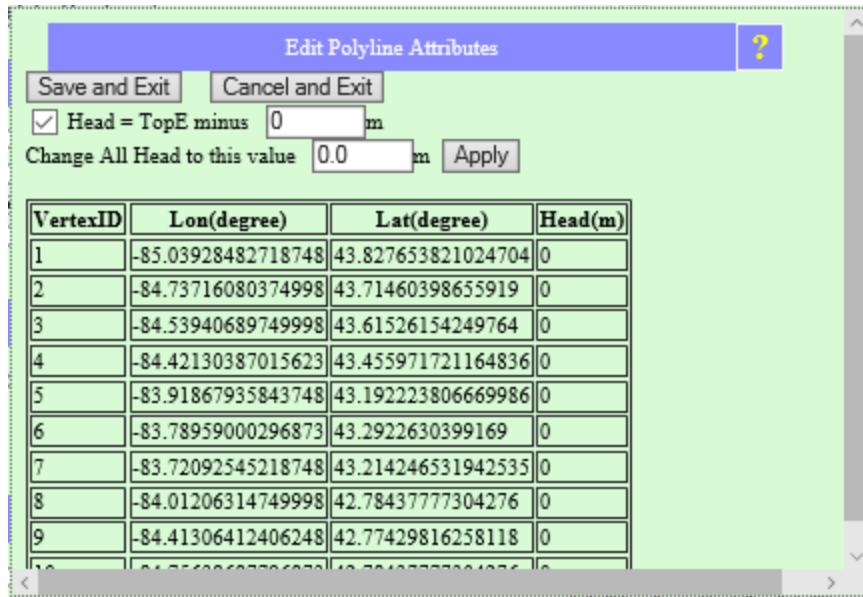 Edit Polyline Attributes ?
Save and Exit Cancel and Exit
Head = TopE minus 0 m
Change All Head to this value 0.0 m Apply
VertexID Lon(degree) Lat(degree) Head(m)
1 -85.03928482718748 43.827653821024704 0
2 -84.73716080374998 43.71460398655919 0
3 -84.53940689749998 43.61526154249764 0
4 -84.42130387015623 43.455971721164836 0
5 -83.91867935843748 43.192223806669986 0
6 -83.78959000296873 43.2922630399169 0
7 -83.72092545218748 43.214246531942535 0
8 -84.01206314749998 42.78437777304276 0
9 -84.41306412406248 42.77429816258118 0